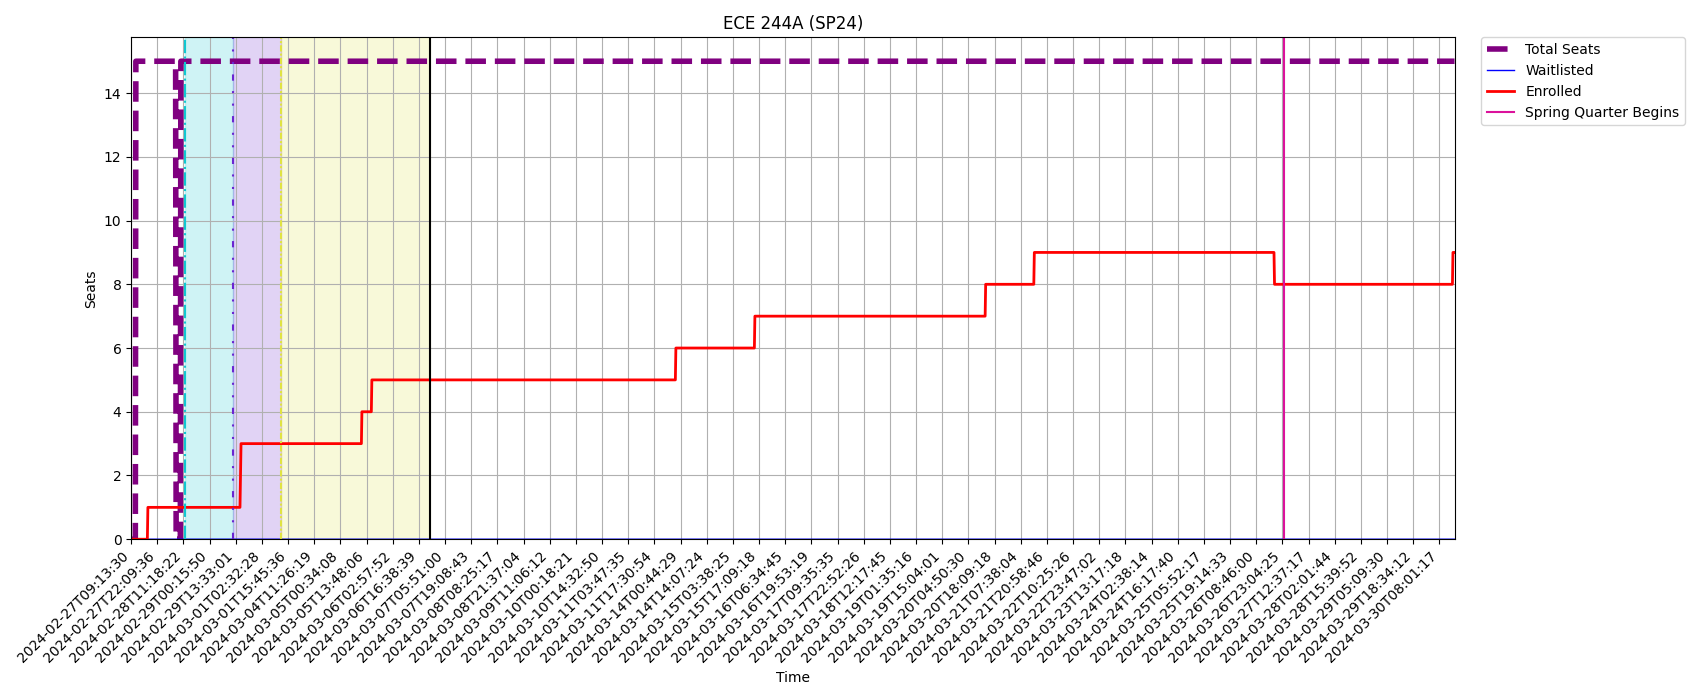 ECE 244A (SP24)
Total Seats
Waitlisted
Enrolled
Spring Quarter Begins
Seats
14
12
10
8
6
4
2
0
2024-02-27T09:13:30
2024-02-27T22:09:36
2024-02-28T11:18:22
2024-02-29T00:15:50
2024-02-29T13:33:01
2024-03-01T02:32:28
2024-03-01T15:45:36
2024-03-04T11:26:19
2024-03-05T00:34:08
2024-03-05T13:48:06
2024-03-06T02:57:52
2024-03-06T16:38:39
2024-03-07T05:51:00
2024-03-07T19:08:43
2024-03-08T08:25:17
2024-03-08T21:37:04
2024-03-09T11:06:12
2024-03-10T00:18:21
2024-03-10T14:32:50
2024-03-11T03:47:35
2024-03-11T17:30:54
2024-03-14T00:44:29
2024-03-14T14:07:24
2024-03-15T03:38:25
2024-03-15T17:09:18
2024-03-16T06:34:45
2024-03-16T19:53:19
2024-03-17T09:35:35
2024-03-17T22:52:26
2024-03-18T12:17:45
2024-03-19T01:35:16
2024-03-19T15:04:01
2024-03-20T04:50:30
2024-03-20T18:09:18
2024-03-21T07:38:04
2024-03-21T20:58:46
2024-03-22T10:25:26
2024-03-22T23:47:02
2024-03-23T13:17:18
2024-03-24T02:38:14
2024-03-24T16:17:40
2024-03-25T05:52:17
2024-03-25T19:14:33
2024-03-26T08:46:00
2024-03-26T23:04:25
2024-03-27T12:37:17
2024-03-28T02:01:44
2024-03-28T15:39:52
2024-03-29T05:09:30
2024-03-29T18:34:12
2024-03-30T08:01:17
Time